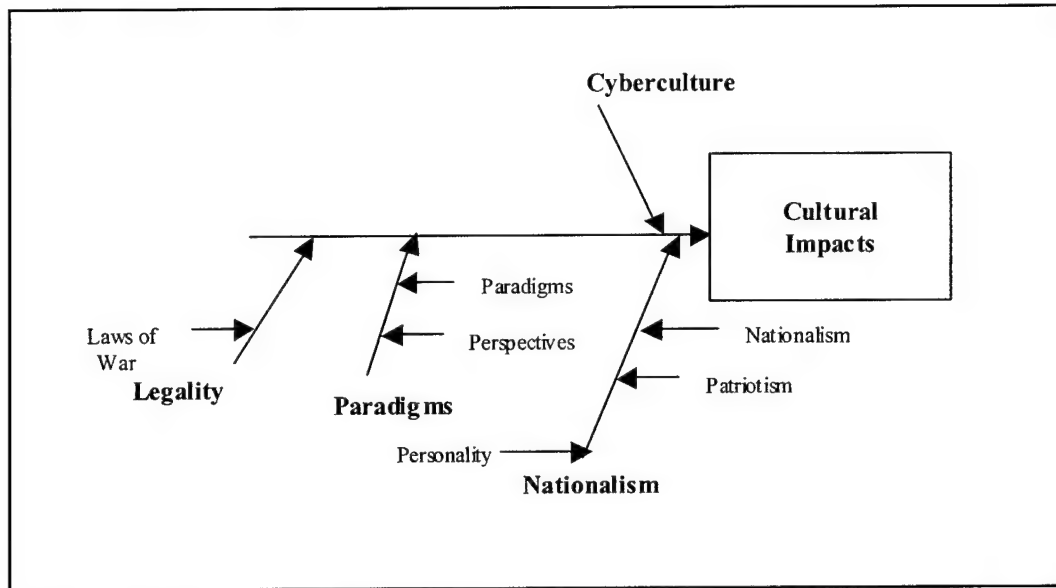 Cyberculture
Cultural
Impacts
Paradigms
Laws of
War
Perspectives
Nationalism
Legality
Paradigms
Patriotism
Personality
Nationalism